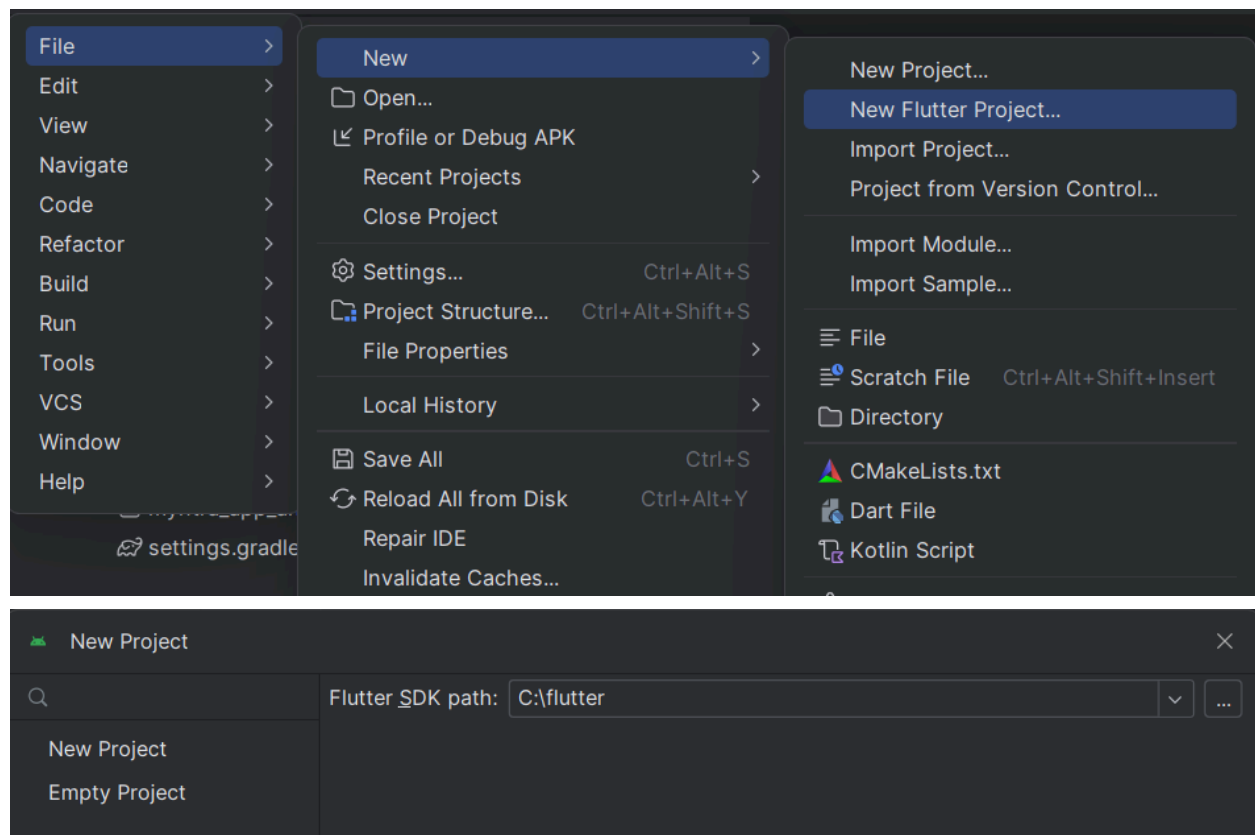 File
Edit
View
Navigate
Code
Refactor
Build
Run
Tools
VCS
Window
Help
settings.gradle
New
Open...
Profile or Debug APK
Recent Projects
Close Project
Settings... Ctrl+Alt+S
Project Structure... Ctrl+Alt+Shift+S
File Properties
Local History
Save All Ctrl+S
Reload All from Disk Ctrl+Alt+Y
Repair IDE
Invalidate Caches...
New Project...
New Flutter Project...
Import Project...
Project from Version Control...
Import Module...
Import Sample...
File
Scratch File Ctrl+Alt+Shift+Insert
Directory
CMakeLists.txt
Dart File
Kotlin Script
New Project
Flutter SDK path: C:\flutter
...
New Project
Empty Project